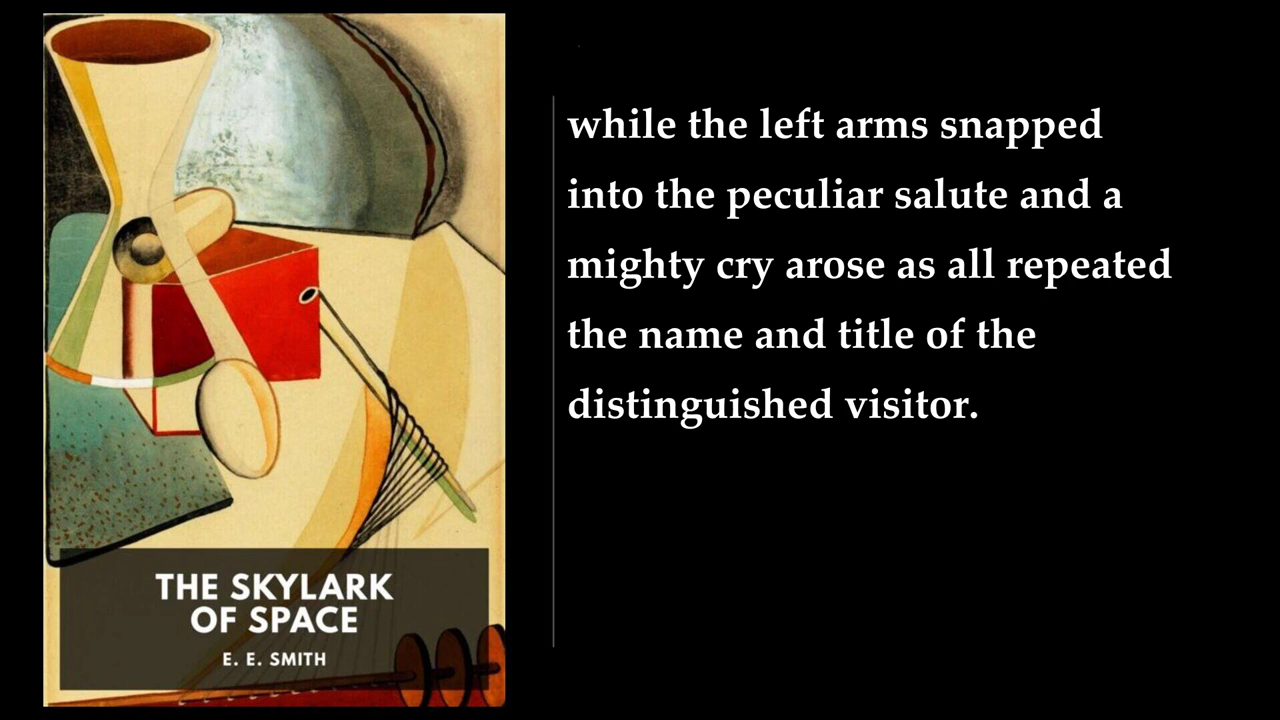 THE SKYLARK
OF SPACE
E. E. SMITH
while the left arms snapped
into the peculiar salute and a
mighty cry arose as all repeated
the name and title of the
distinguished visitor.